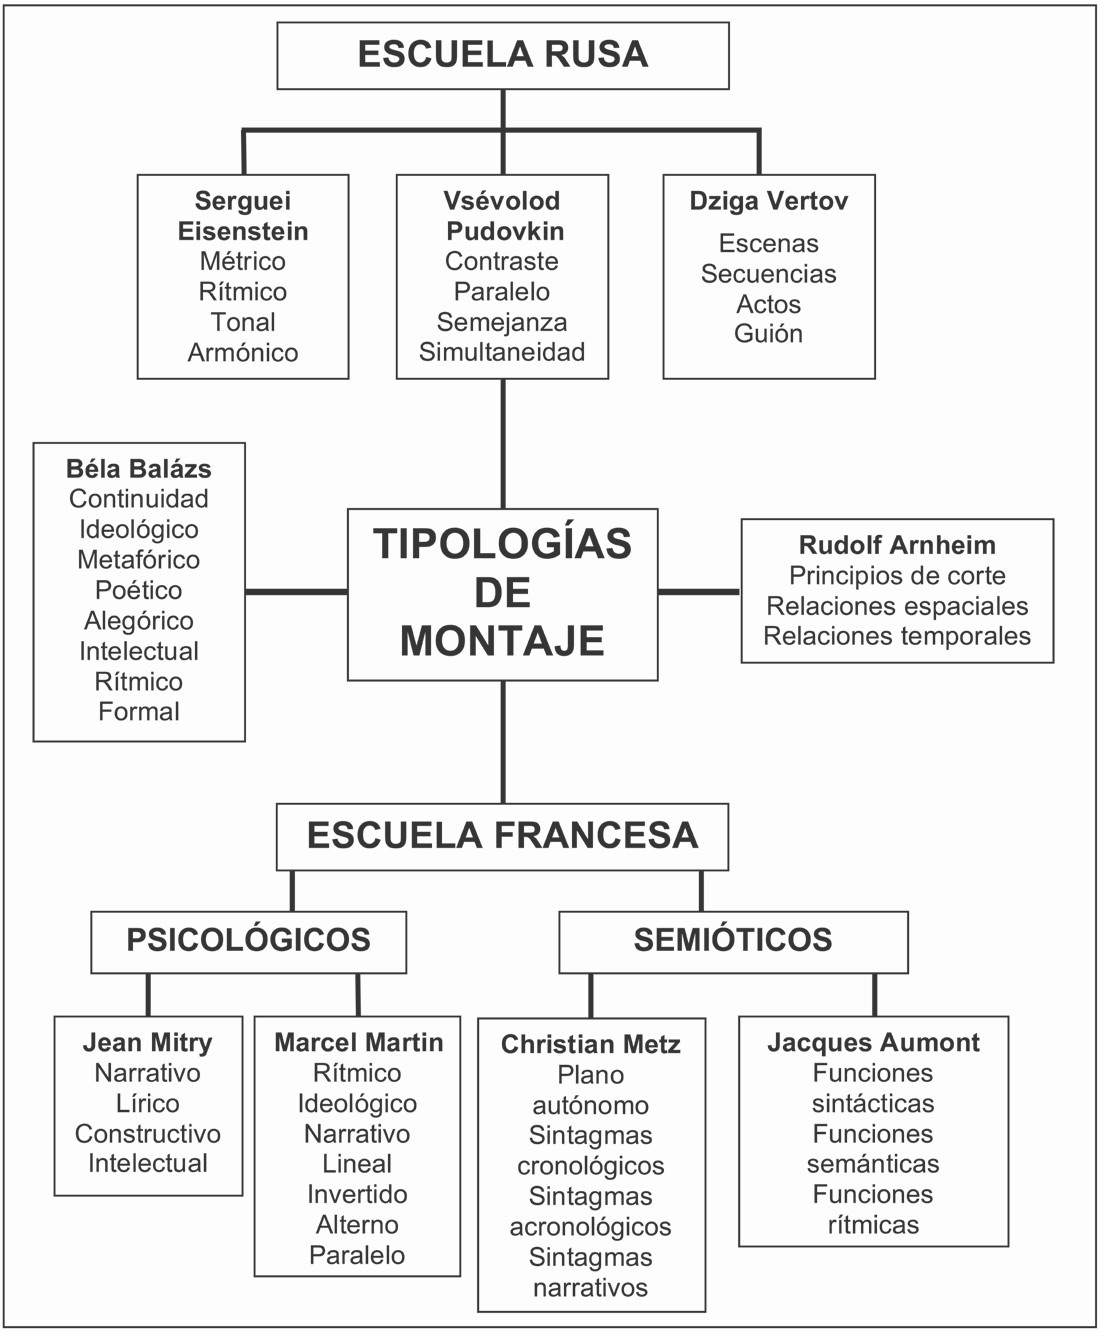 ESCUELA RUSA
Serguei
Eisenstein
Métrico
Rítmico
Tonal
Armónico
Vsévolod
Pudovkin
Contraste
Paralelo
Semejanza
Simultaneidad
Dziga Vertov
Escenas
Secuencias
Actos
Guión
Béla Balázs
Continuidad
Ideológico
Metafórico
Poético
Alegórico
Intelectual
Rítmico
Formal
TIPOLOGÍAS
DE
MONTAJE
Rudolf Arnheim
Principios de corte
Relaciones espaciales
Relaciones temporales
ESCUELA FRANCESA
PSICOLÓGICOS
SEMIÓTICOS
Jean Mitry
Narrativo
Lírico
Constructivo
Intelectual
Marcel Martin
Rítmico
Ideológico
Narrativo
Lineal
Invertido
Alterno
Paralelo
Christian Metz
Plano
autónomo
Sintagmas
cronológicos
Sintagmas
acronológicos
Sintagmas
narrativos
Jacques Aumont
Funciones
sintácticas
Funciones
semánticas
Funciones
rítmicas